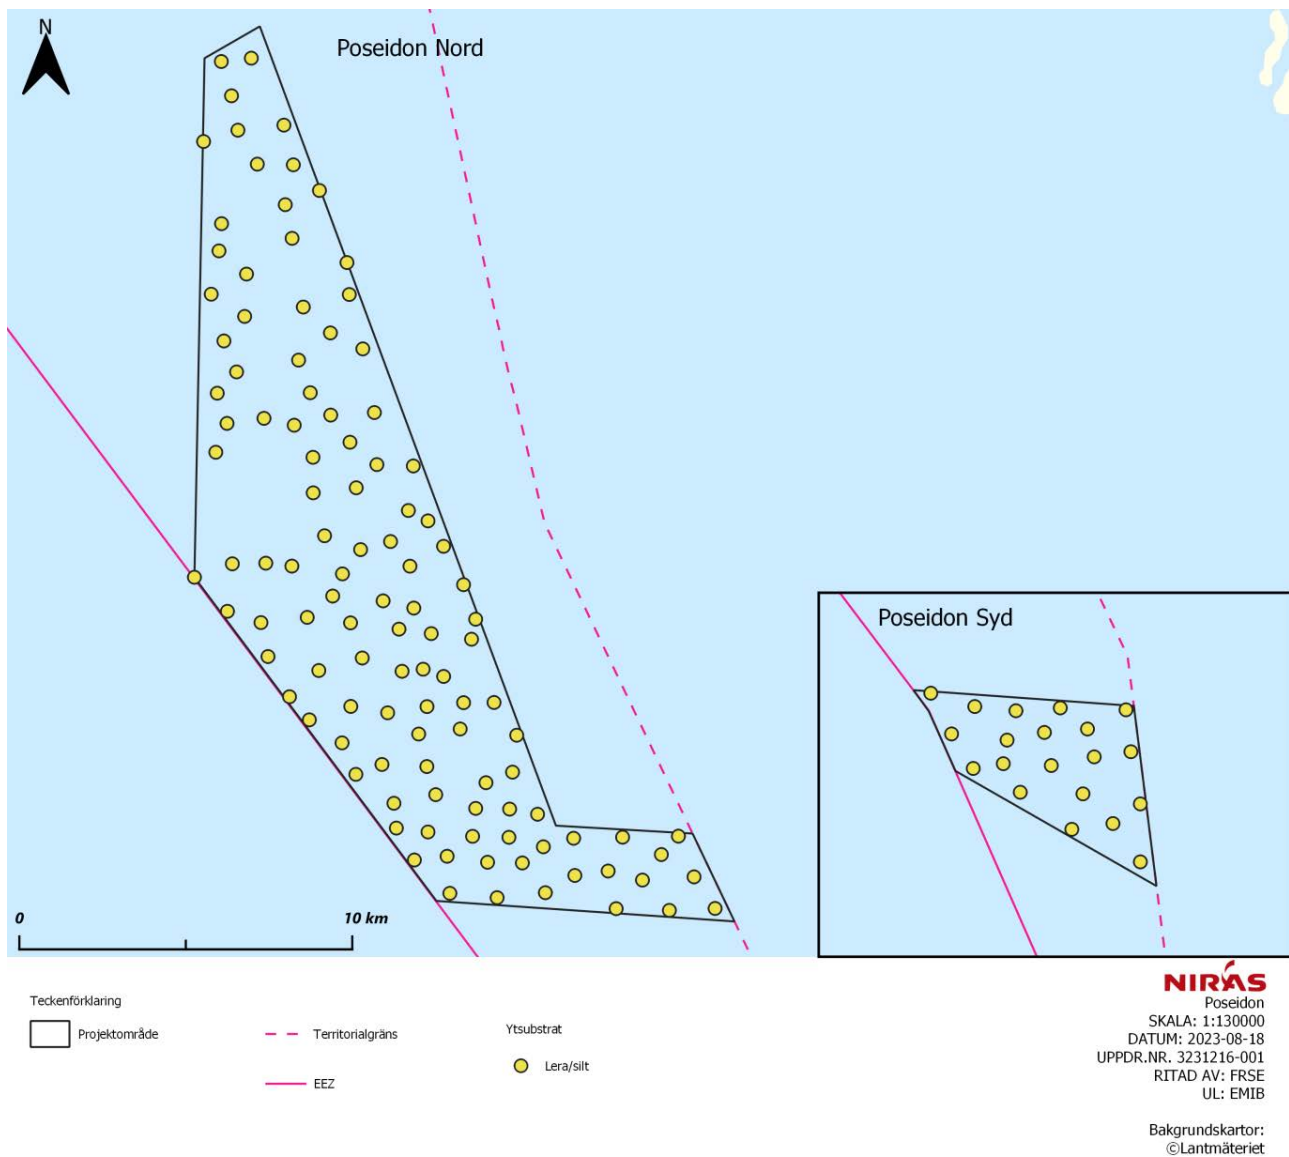 N
Poseidon Nord
Poseidon Syd
0
10 km
NIRAS
Poseidon
SKALA: 1:130000
DATUM: 2023-08-18
UPPDR.NR. 3231216-001
RITAD AV: FRSE
UL: EMIB
Bakgrundskartor:
©Lantmäteriet
Teckenförklaring
Projektområde
Territorialgräns
EEZ
Ytsubstrat
Lera/silt